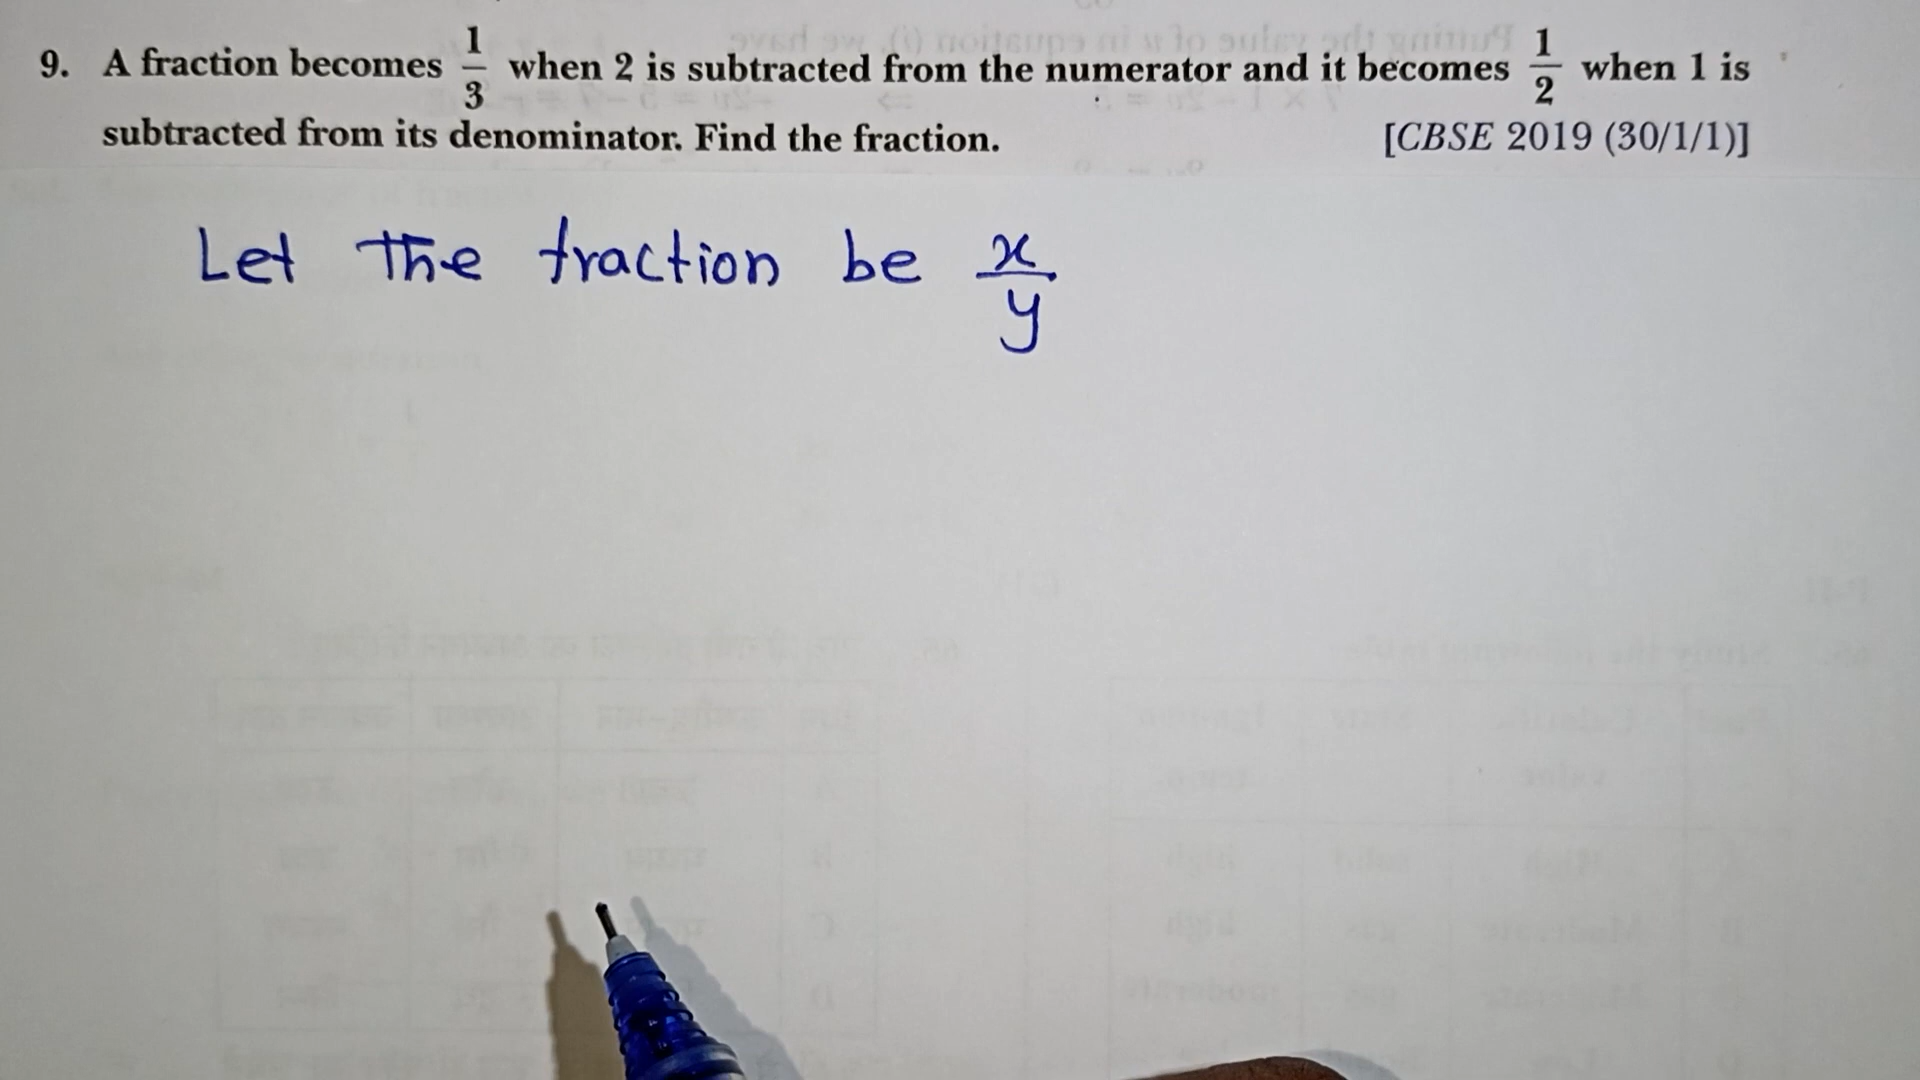 9. A fraction becomes 1/3 when 2 is subtracted from the numerator and it becomes 1/2 when 1 is
subtracted from its denominator. Find the fraction. [CBSE 2019 (30/1/1)]
Let the fraction be x/y